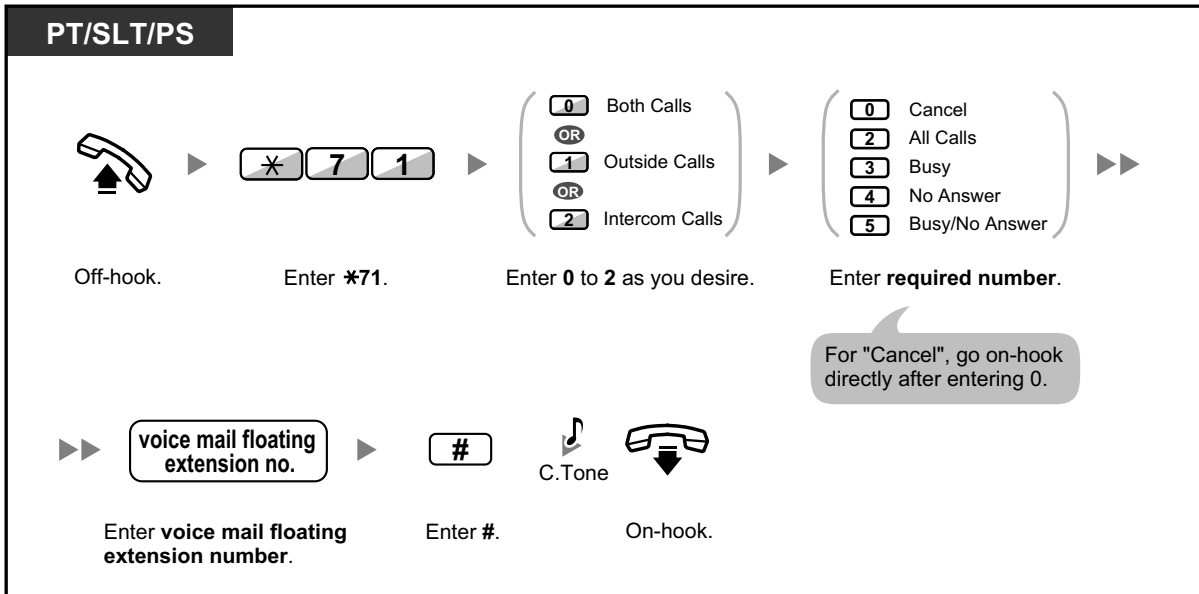 PT/SLT/PS
0 Both Calls
OR
1 Outside Calls
OR
2 Intercom Calls
0 Cancel
2 All Calls
3 Busy
4 No Answer
5 Busy/No Answer
* 7 1
Off-hook.
Enter *71.
Enter 0 to 2 as you desire.
Enter required number.
For "Cancel", go on-hook
directly after entering 0.
voice mail floating
extension no.
#
C.Tone
Enter voice mail floating
extension number.
Enter #.
On-hook.